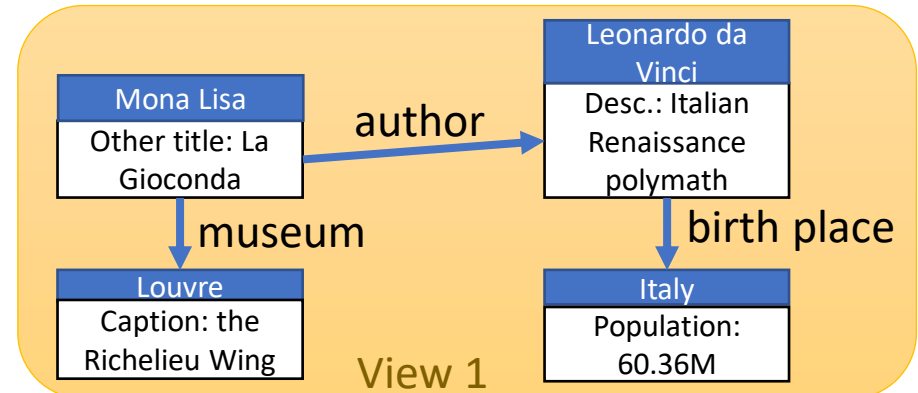 Mona Lisa
Other title: La
Gioconda
author
Leonardo da
Vinci
Desc.: Italian
Renaissance
polymath
museum
birth place
Louvre
Caption: the
Richelieu Wing
Italy
Population:
60.36M
View 1